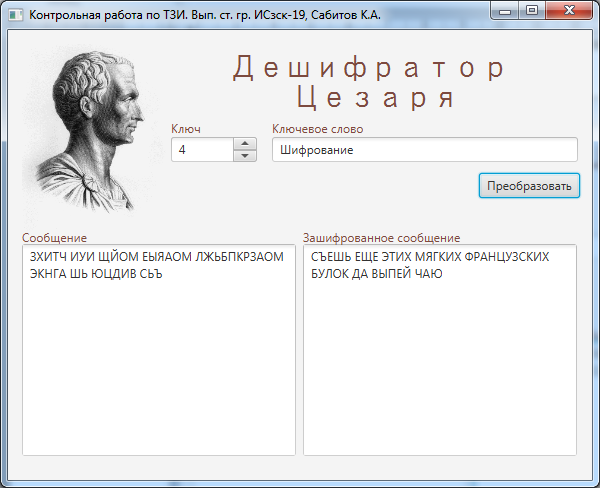 Контрольная работа по ТЗИ. Вып. ст. гр. ИСзск-19, Сабитов К.А.
Дешифратор
Цезаря
Ключ
Ключевое слово
4
Шифрование
Преобразовать
Сообщение
Зашифрованное сообщение
ЗХИТЧ ИУИ ЩЙОМ ЕЫЯАОМ ЛЖЬБПКРЗАОМ
ЭКНГА ШЬ ЮЦДИВ СЬЪ
СЪЕШЬ ЕЩЕ ЭТИХ МЯГКИХ ФРАНЦУЗСКИХ
БУЛОК ДА ВЫПЕЙ ЧАЮ